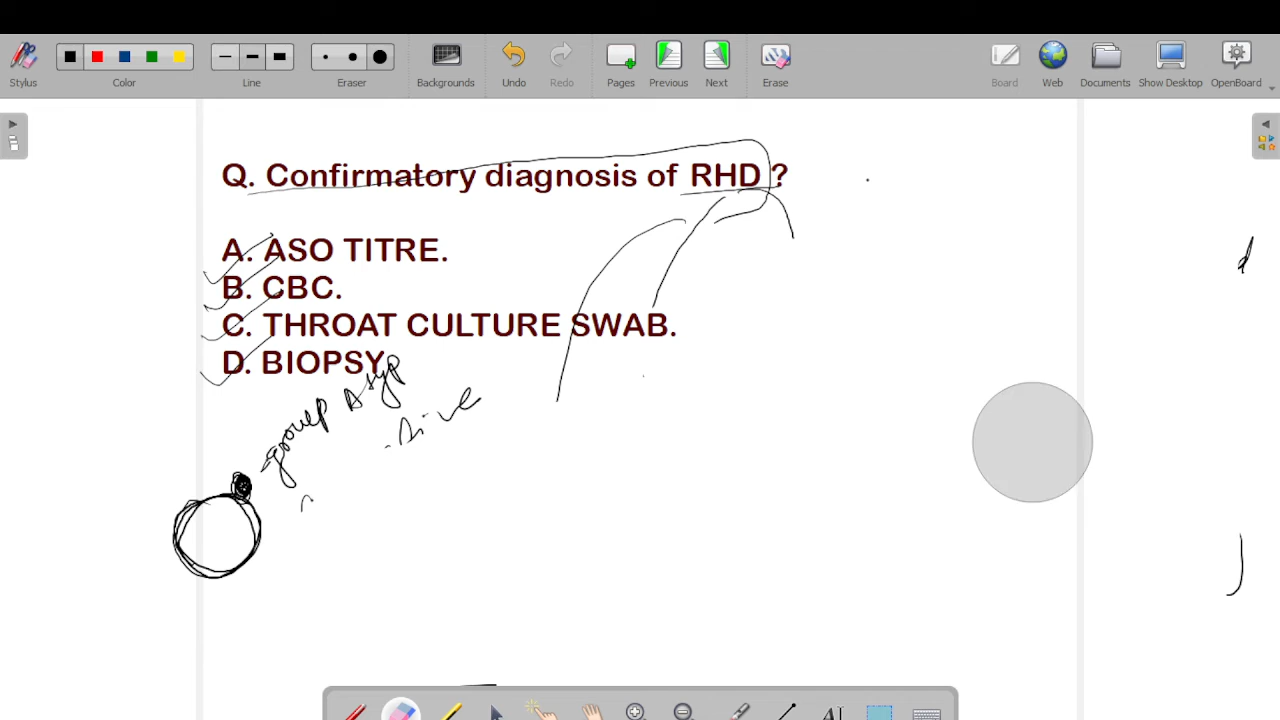 Stylus
Color
Line
Eraser
Backgrounds
Undo
Redo
Pages
Previous
Next
Erase
Board
Web
Documents
Show Desktop
OpenBoard
Q. Confirmatory diagnosis of RHD ?
A. ASO TITRE.
B. CBC.
C. THROAT CULTURE SWAB.
D. BIOPSY.
group A